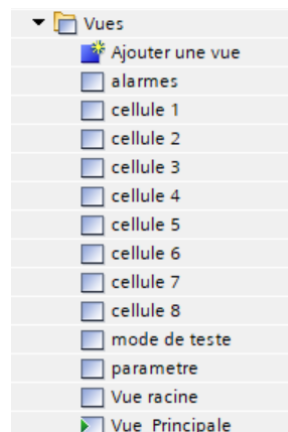 Vues
Ajouter une vue
alarmes
cellule 1
cellule 2
cellule 3
cellule 4
cellule 5
cellule 6
cellule 7
cellule 8
mode de teste
parametre
Vue racine
Vue_Principale